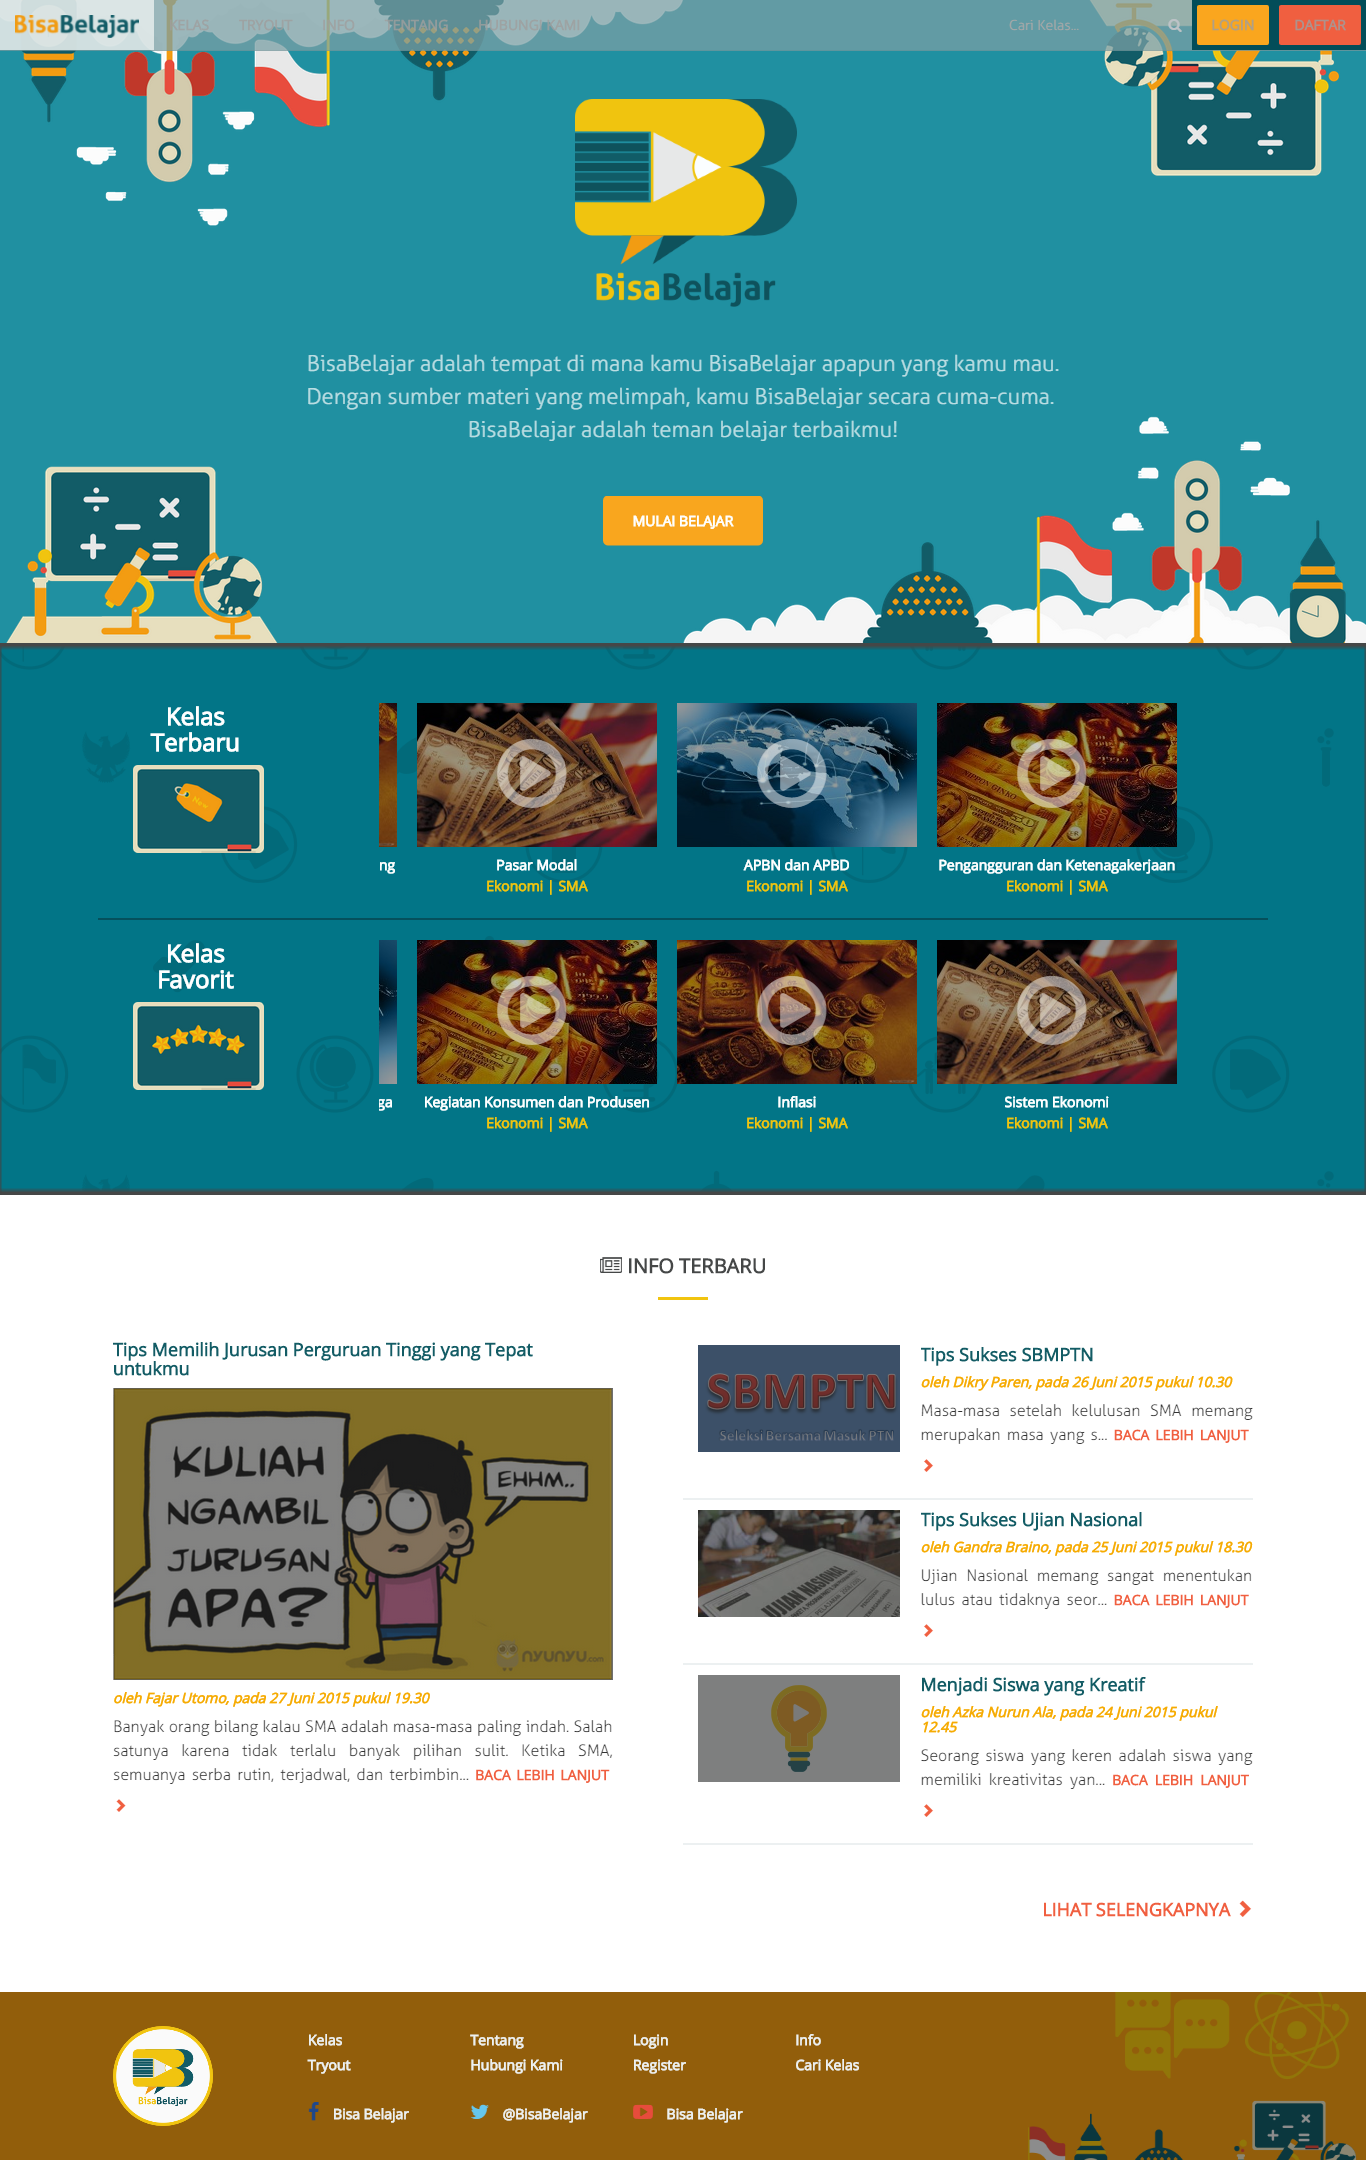 BisaBelajar
KELAS TRYOUT INFO TENTANG HUBUNGI KAMI
Cari Kelas...
LOGIN
DAFTAR
BisaBelajar
BisaBelajar adalah tempat di mana kamu BisaBelajar apapun yang kamu mau.
Dengan sumber materi yang melimpah, kamu BisaBelajar secara cuma-cuma.
BisaBelajar adalah teman belajar terbaikmu!
MULAI BELAJAR
Kelas
Terbaru
ng
Pasar Modal
Ekonomi | SMA
APBN dan APBD
Ekonomi | SMA
Pengangguran dan Ketenagakerjaan
Ekonomi | SMA
Kelas
Favorit
ga
Kegiatan Konsumen dan Produsen
Ekonomi | SMA
Inflasi
Ekonomi | SMA
Sistem Ekonomi
Ekonomi | SMA
INFO TERBARU
Tips Memilih Jurusan Perguruan Tinggi yang Tepat
untukmu
KULIAH
NGAMBIL
JURUSAN
APA?
EHHM..
nyunyu.com
oleh Fajar Utomo, pada 27 Juni 2015 pukul 19.30
Banyak orang bilang kalau SMA adalah masa-masa paling indah. Salah
satunya karena tidak terlalu banyak pilihan sulit. Ketika SMA,
semuanya serba rutin, terjadwal, dan terbimbin... BACA LEBIH LANJUT
SBMPTN
Seleksi Bersama Masuk PTN
Tips Sukses SBMPTN
oleh Dikry Paren, pada 26 Juni 2015 pukul 10.30
Masa-masa setelah kelulusan SMA memang
merupakan masa yang s... BACA LEBIH LANJUT
UJIAN NASIONAL
Tips Sukses Ujian Nasional
oleh Gandra Braino, pada 25 Juni 2015 pukul 18.30
Ujian Nasional memang sangat menentukan
lulus atau tidaknya seor... BACA LEBIH LANJUT
Menjadi Siswa yang Kreatif
oleh Azka Nurun Ala, pada 24 Juni 2015 pukul
12.45
Seorang siswa yang keren adalah siswa yang
memiliki kreativitas yan... BACA LEBIH LANJUT
LIHAT SELENGKAPNYA
BisaBelajar
Kelas
Tryout
Tentang
Hubungi Kami
Login
Register
Info
Cari Kelas
Bisa Belajar
@BisaBelajar
Bisa Belajar